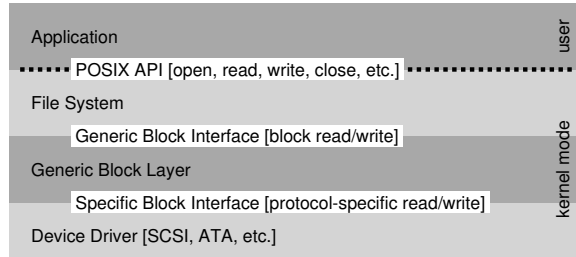 Application
POSIX API [open, read, write, close, etc.]
File System
Generic Block Interface [block read/write]
Generic Block Layer
Specific Block Interface [protocol-specific read/write]
Device Driver [SCSI, ATA, etc.]
user
kernel mode